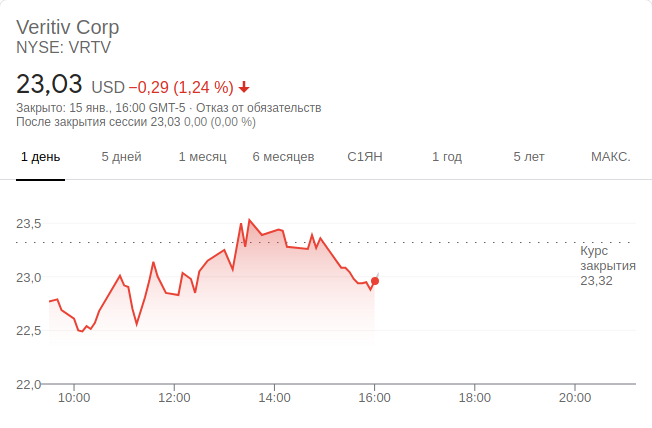 Veritiv Corp
NYSE: VRTV
23,03 USD −0,29 (1,24 %)
Закрыто: 15 янв., 16:00 GMT-5 · Отказ от обязательств
После закрытия сессии 23,03 0,00 (0,00 %)
1 день 5 дней 1 месяц 6 месяцев С1ЯН 1 год 5 лет МАКС.
23,5
Курс
закрытия
23,32
23,0
22,5
22,0
10:00 12:00 14:00 16:00 18:00 20:00